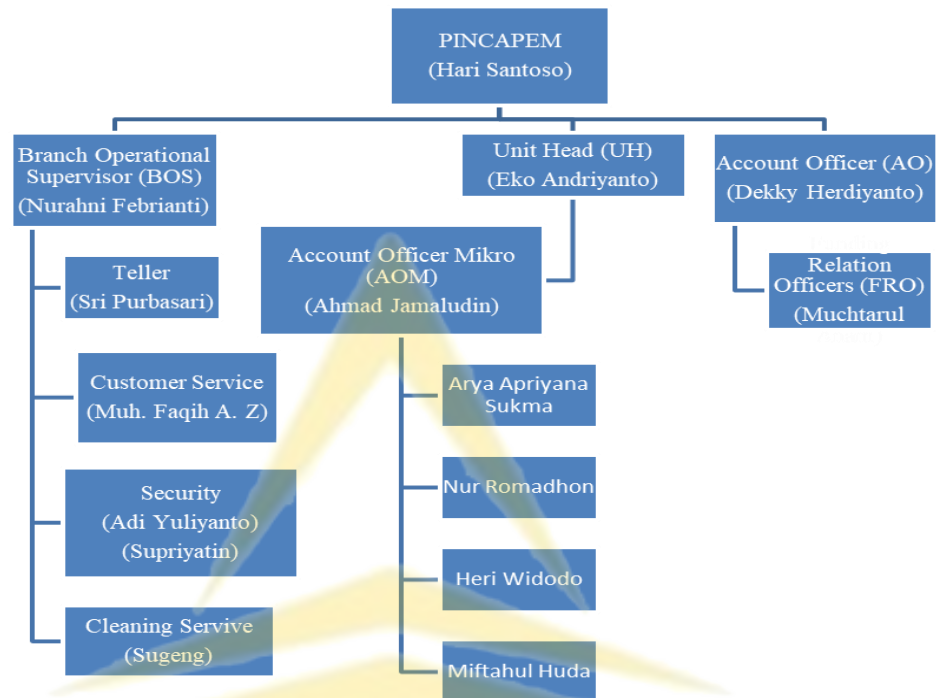 PINCAPEM
(Hari Santoso)
Branch Operational
Supervisor (BOS)
(Nurahni Febrianti)
Teller
(Sri Purbasari)
Customer Service
(Muh. Faqih A. Z)
Security
(Adi Yuliyanto)
(Supriyatin)
Cleaning Servive
(Sugeng)
Unit Head (UH)
(Eko Andriyanto)
Account Officer Mikro
(AOM)
(Ahmad Jamaludin)
Arya Apriyana
Sukma
Nur Romadhon
Heri Widodo
Miftahul Huda
Account Officer (AO)
(Dekky Herdiyanto)
Relation
Officers (FRO)
(Muchtarul